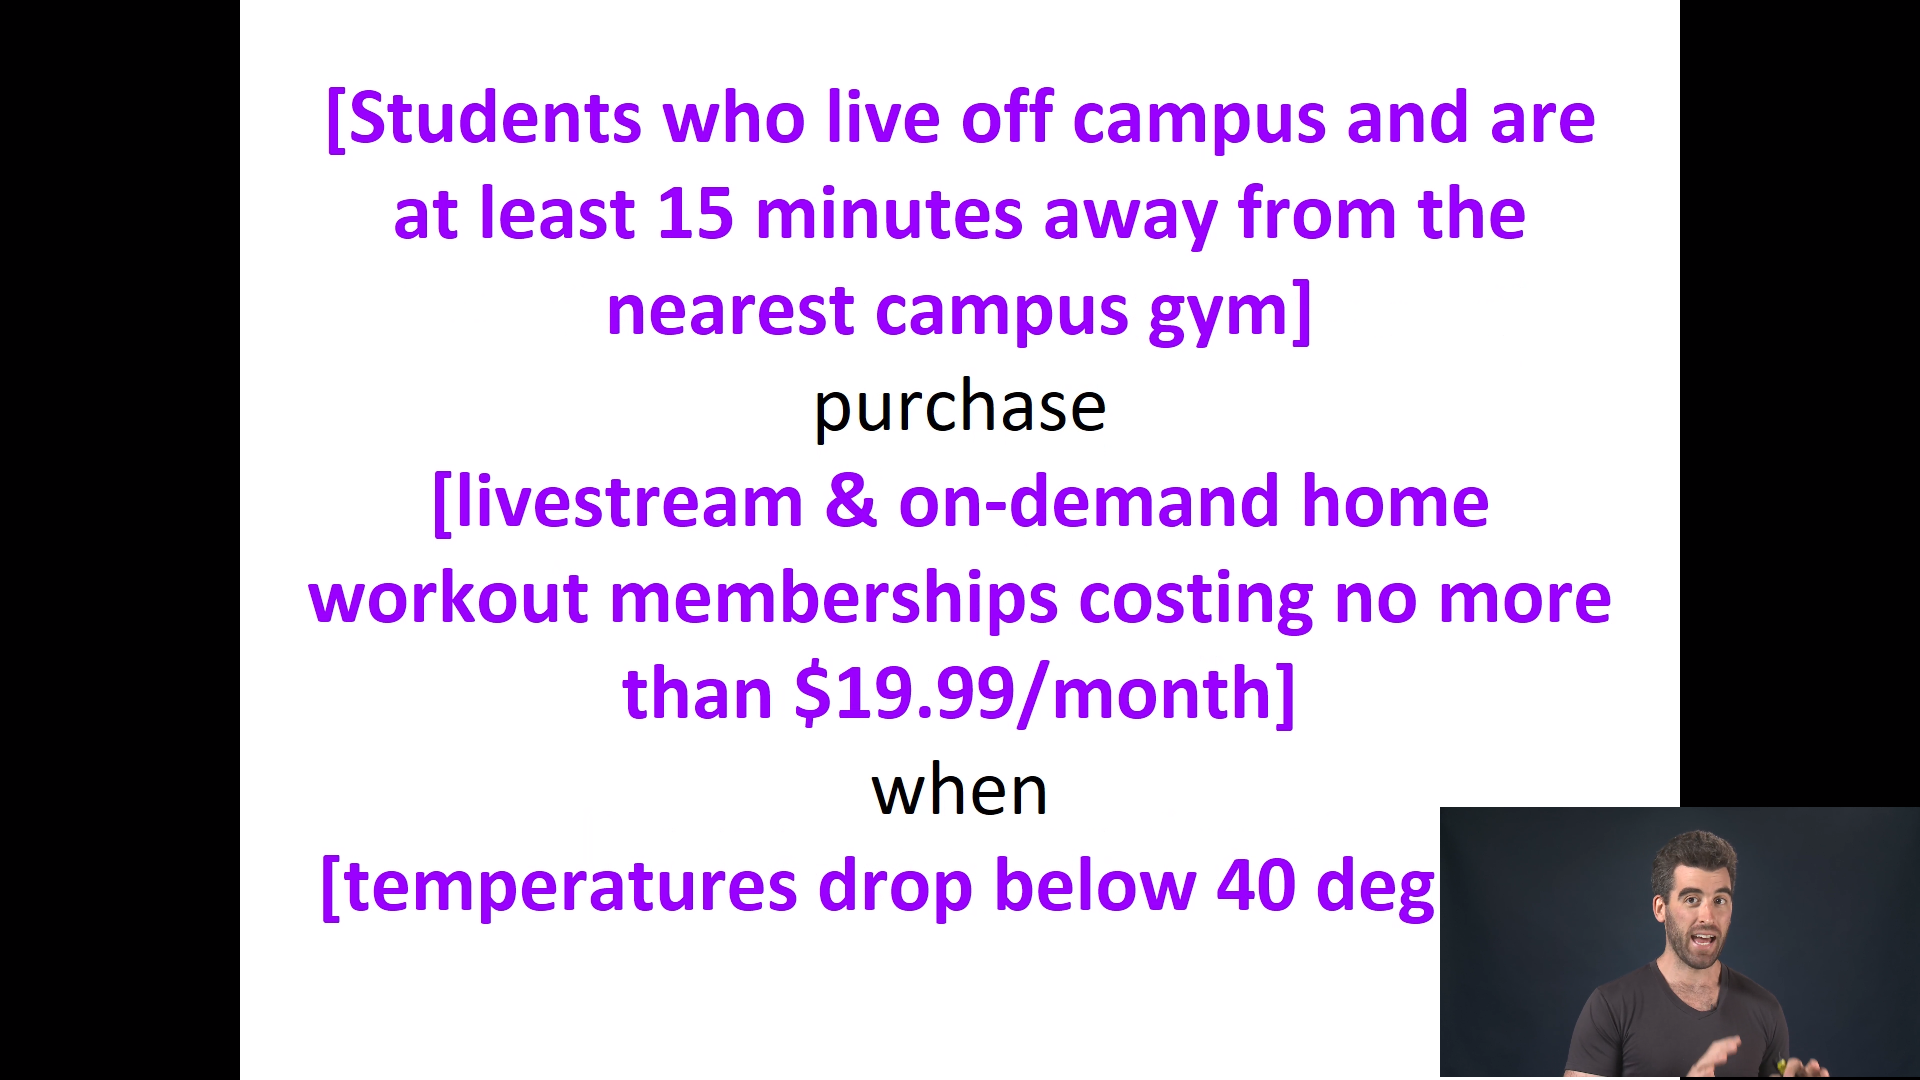 [Students who live off campus and are
at least 15 minutes away from the
nearest campus gym]
purchase
[livestream & on-demand home
workout memberships costing no more
than $19.99/month]
when
[temperatures drop below 40 deg